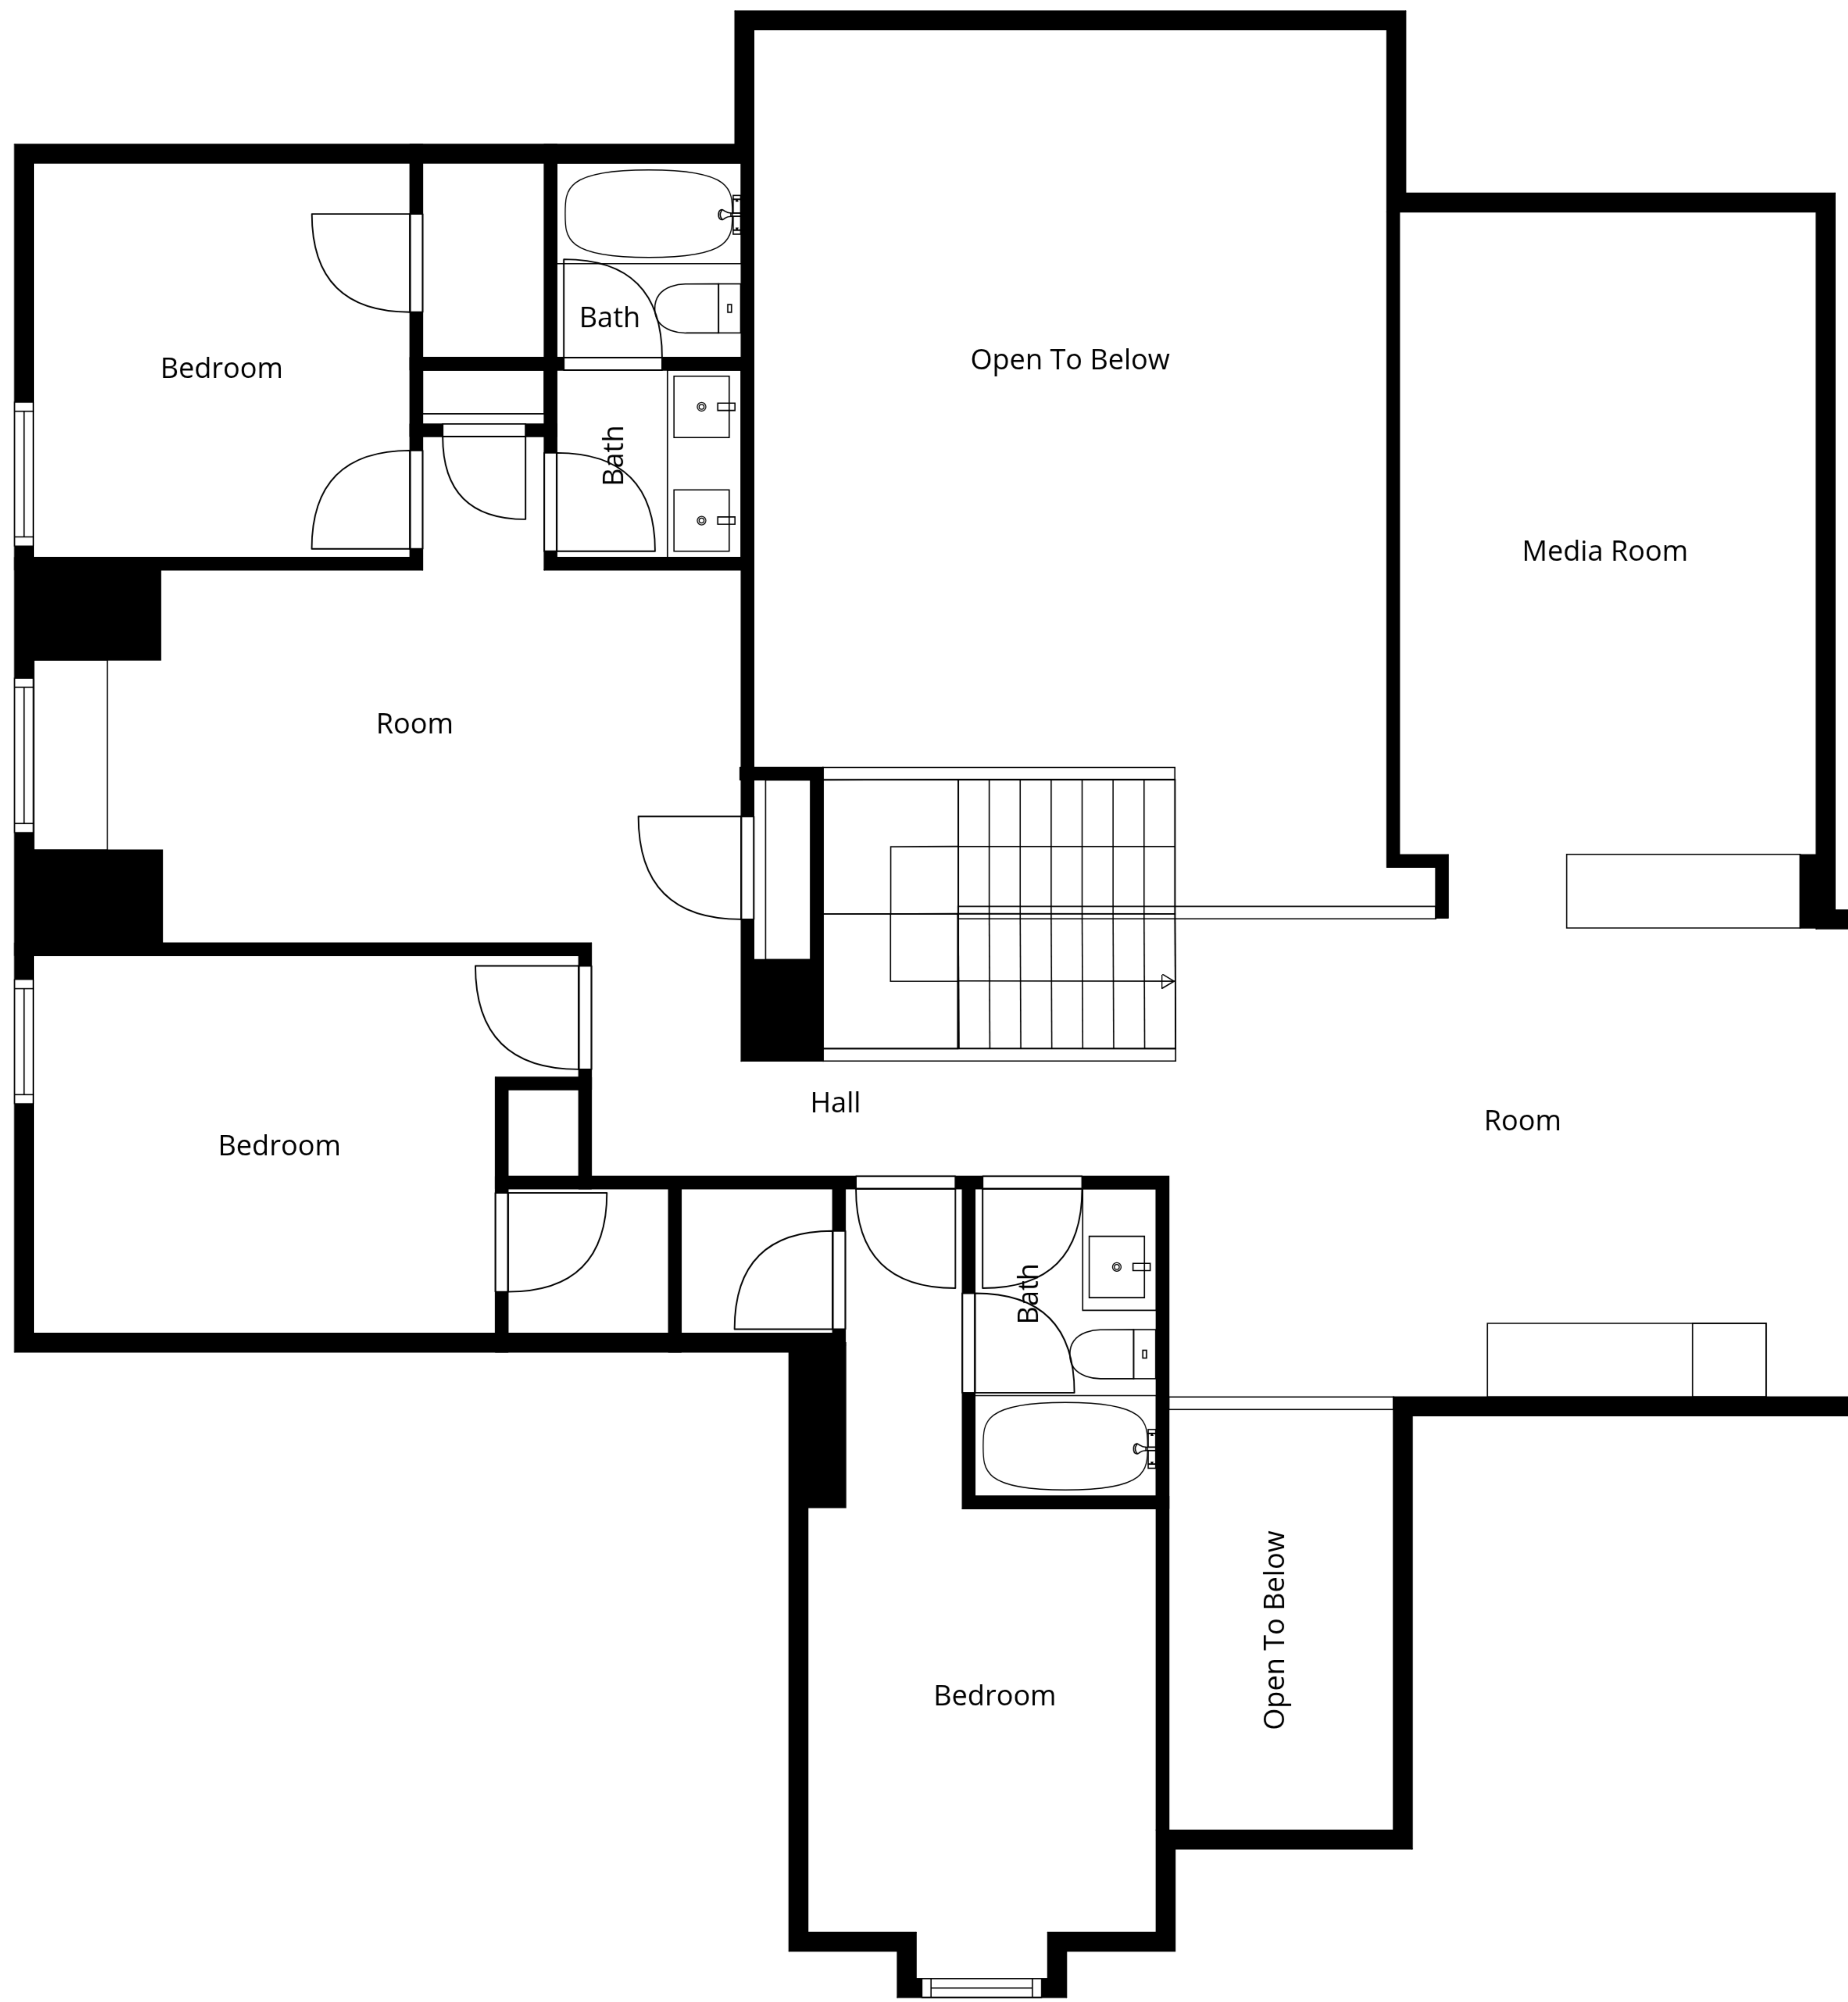 Bath
Open To Below
Bedroom
Bath
Media Room
Room
Hall
Room
Bedroom
Bath
Open To Below
Bedroom